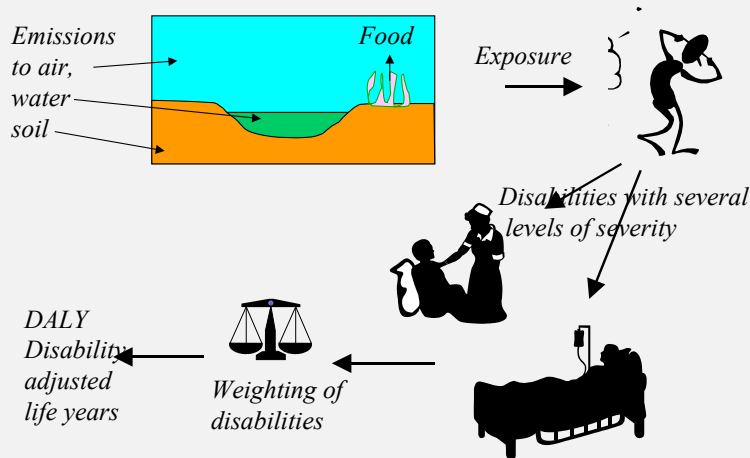 Emissions
to air,
water
soil
Food
Exposure
Disabilities with several
levels of severity
Weighting of
disabilities
DALY
Disability
adjusted
life years